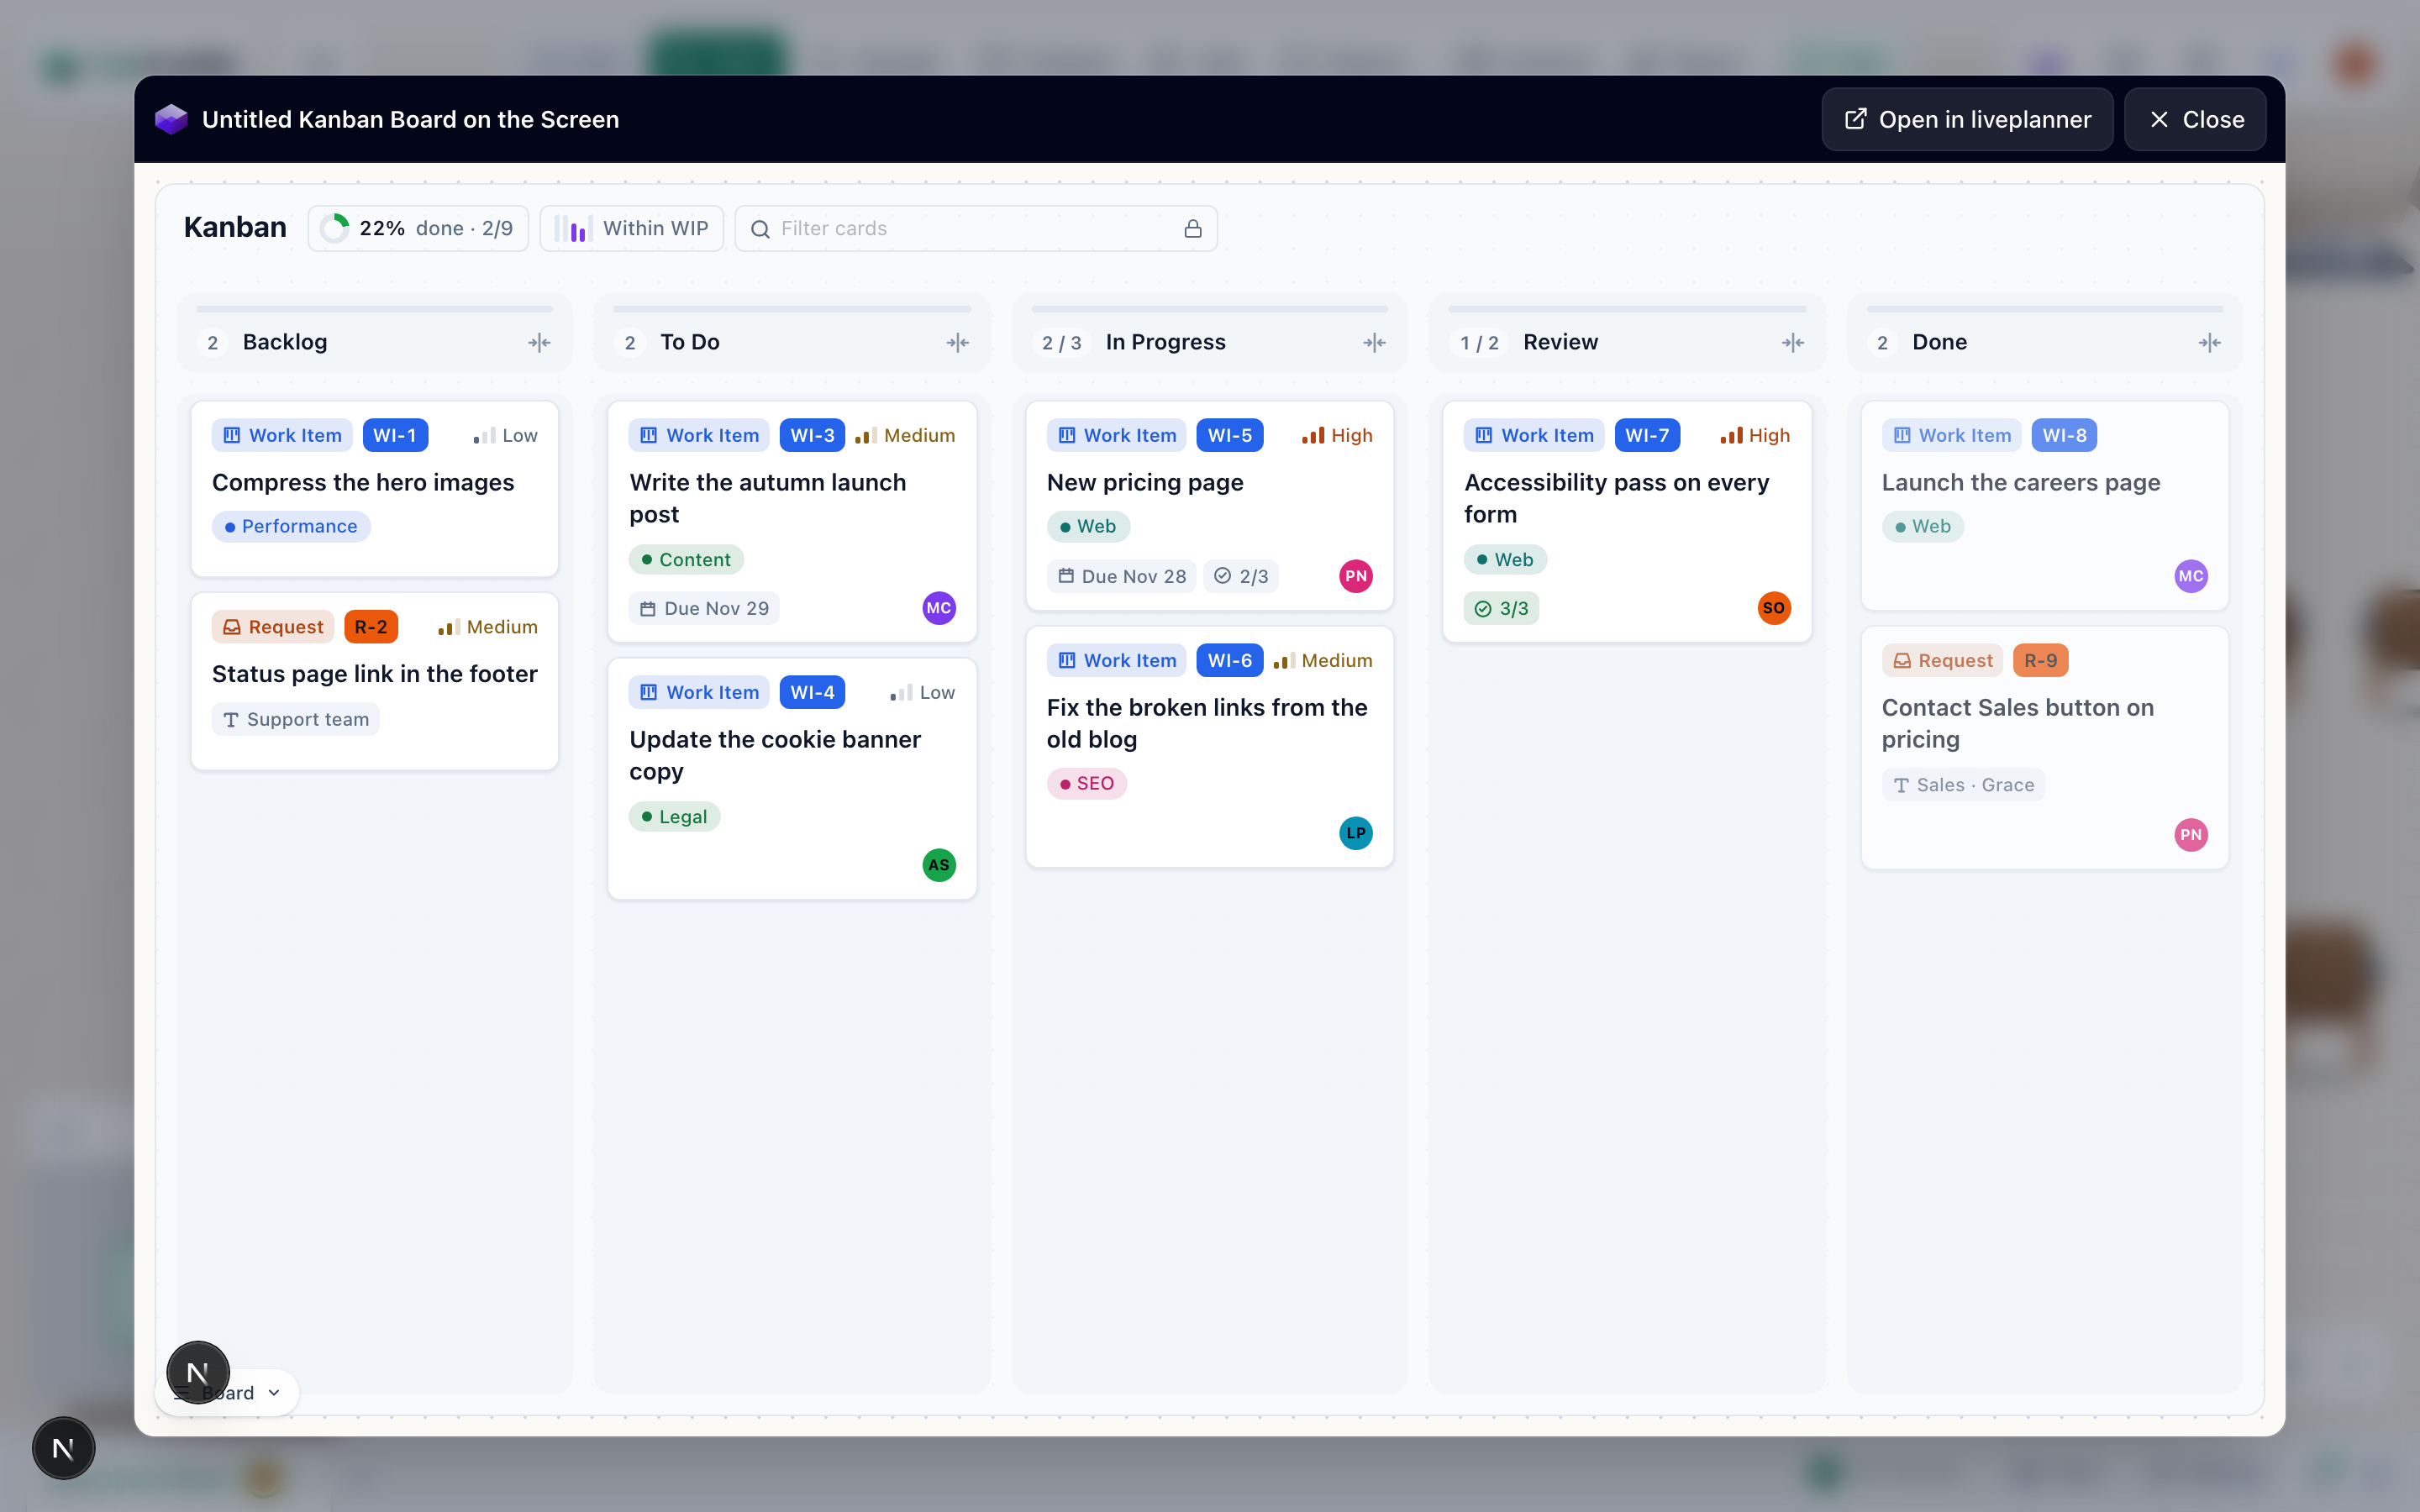 Untitled Kanban Board on the Screen
Open in liveplanner
Close
Kanban
22% done · 2/9
Within WIP
Filter cards
2 Backlog
2 To Do
2 / 3 In Progress
1 / 2 Review
2 Done
Work Item WI-1 Low
Compress the hero images
Performance
Request R-2 Medium
Status page link in the footer
Support team
Work Item WI-3 Medium
Write the autumn launch
post
Content
Due Nov 29 MC
Work Item WI-4 Low
Update the cookie banner
copy
Legal
AS
Work Item WI-5 High
New pricing page
Web
Due Nov 28 2/3 PN
Work Item WI-6 Medium
Fix the broken links from the
old blog
SEO
LP
Work Item WI-7 High
Accessibility pass on every
form
Web
3/3 SO
Work Item WI-8
Launch the careers page
Web
MC
Request R-9
Contact Sales button on
pricing
Sales · Grace
PN
N
Board
N